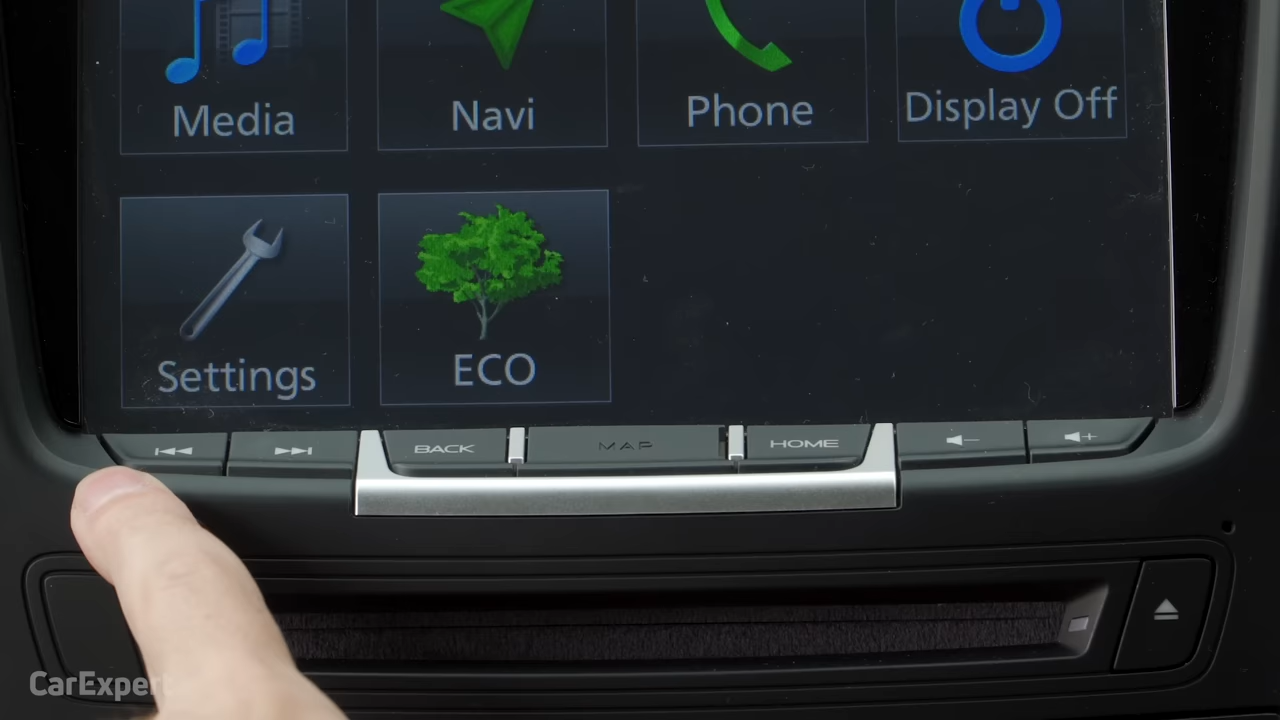 Media
Navi
Phone
Display Off
Settings
ECO
BACK
MAP
HOME
CarExpert